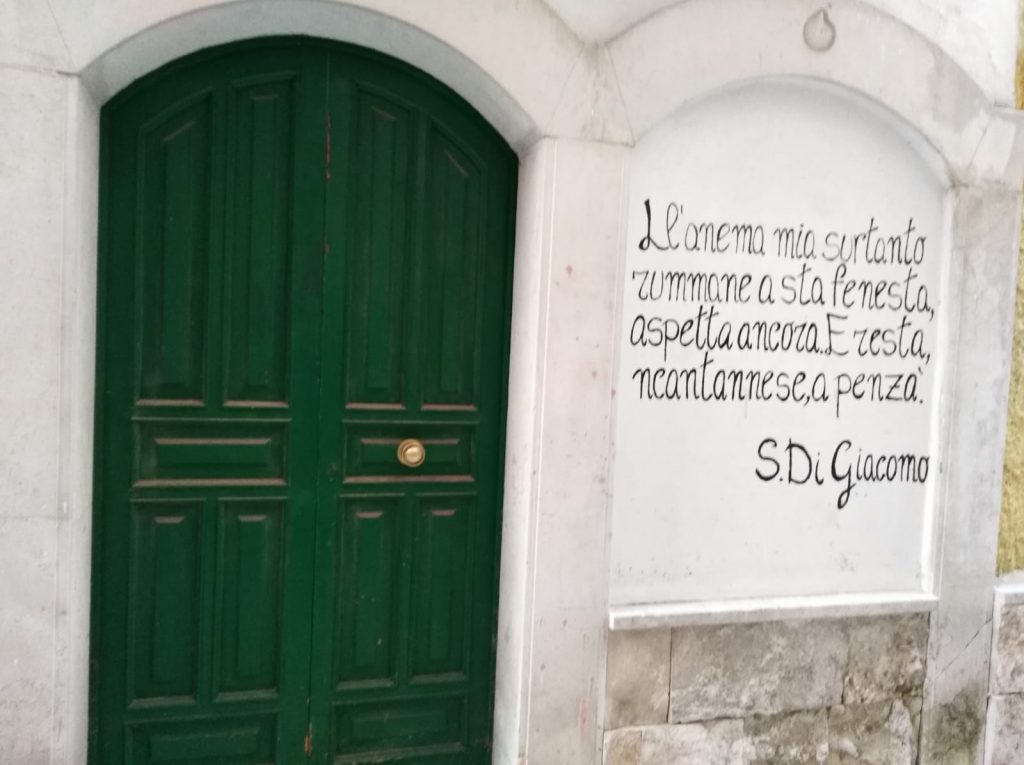 Ll'anema mia surtanto
rummane a sta fenesta,
aspetta ancora..E resta,
ncantannese,a penzà.
S.Di Giacomo